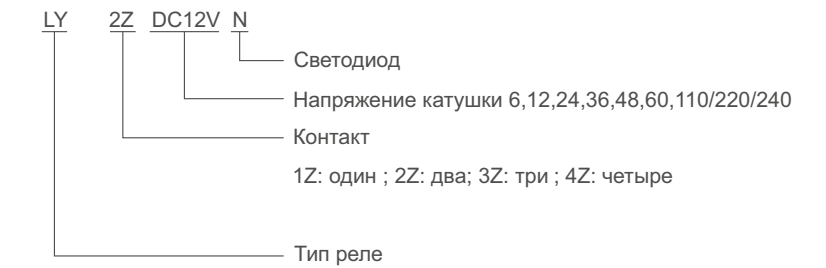 LY 2Z DC12V N
Светодиод
Напряжение катушки 6,12,24,36,48,60,110/220/240
Контакт
1Z: один ; 2Z: два; 3Z: три ; 4Z: четыре
Тип реле